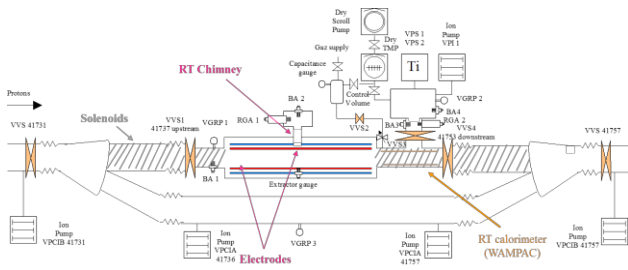 Dry
Scroll
Pump
VPS 1
VPS 2
Ion
Pump
VPI 1
Dry
TMP
Gaz supply
Capacitance
gauge
Ti
RT Chimney
Control
Volume
BA 2
VGRP 2
Protons
RGA 1
BA3
BA4
RGA 2
Solenoids
VVS 41731
VVS1
41737 upstream
VGRP 1
VVS2
VVS3
VVS4
41753 downstream
VVS 41757
BA 1
Extractor gauge
Ion
Pump
VPCIB 41731
Ion
Pump
VPCIA
41736
Electrodes
VGRP 3
Ion
Pump
VPCIA
41757
RT calorimeter
(WAMPAC)
Ion
Pump
VPCIB 41757